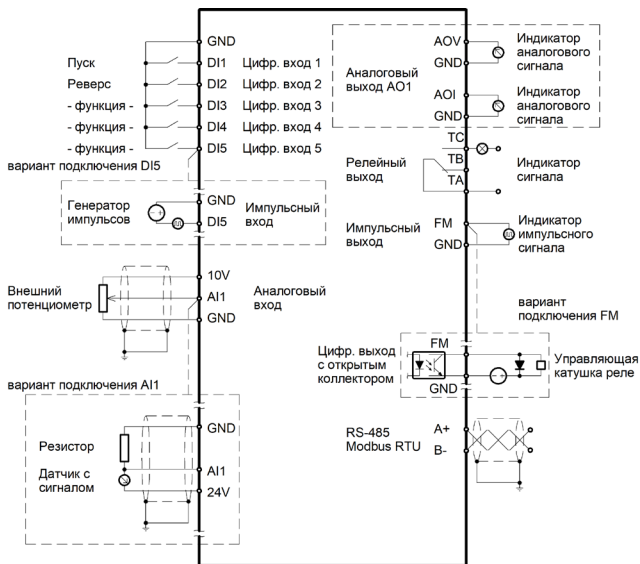 GND
Пуск DI1 Цифр. вход 1
Реверс DI2 Цифр. вход 2
- функция - DI3 Цифр. вход 3
- функция - DI4 Цифр. вход 4
- функция - DI5 Цифр. вход 5
вариант подключения DI5
Генератор
импульсов
GND
DI5
Импульсный
вход
Внешний
потенциометр
10V
AI1
GND
Аналоговый
вход
вариант подключения AI1
Резистор
Датчик с
сигналом
GND
AI1
24V
Аналоговый
выход AO1
AOV
GND
Индикатор
аналогового
сигнала
AOI
GND
Индикатор
аналогового
сигнала
Релейный
выход
TC
TB
TA
Индикатор
сигнала
Импульсный
выход
FM
GND
Индикатор
импульсного
сигнала
вариант
подключения FM
Цифр. выход
с открытым
коллектором
FM
GND
Управляющая
катушка реле
RS-485
Modbus RTU
A+
B-